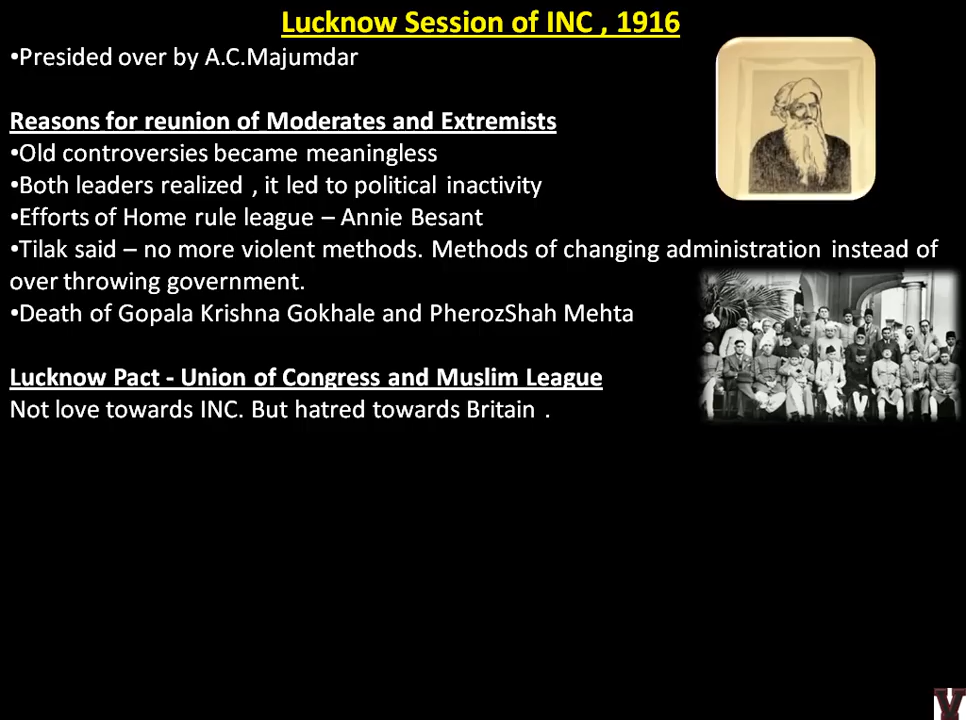 Lucknow Session of INC , 1916
•Presided over by A.C.Majumdar
Reasons for reunion of Moderates and Extremists
•Old controversies became meaningless
•Both leaders realized , it led to political inactivity
•Efforts of Home rule league – Annie Besant
•Tilak said – no more violent methods. Methods of changing administration instead of
over throwing government.
•Death of Gopala Krishna Gokhale and PherozShah Mehta
Lucknow Pact - Union of Congress and Muslim League
Not love towards INC. But hatred towards Britain .